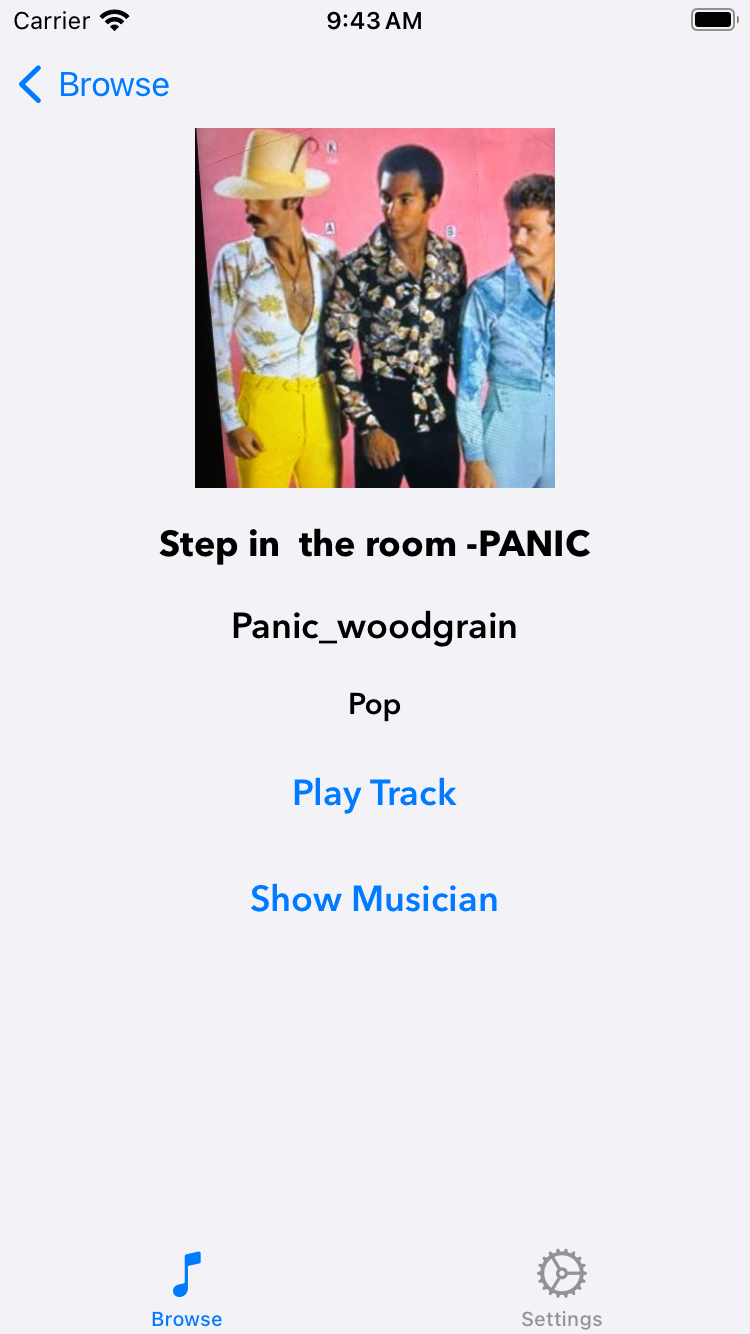 Carrier 9:43 AM
Browse
K
A
B
Step in  the room -PANIC
Panic_woodgrain
Pop
Play Track
Show Musician
Browse
Settings